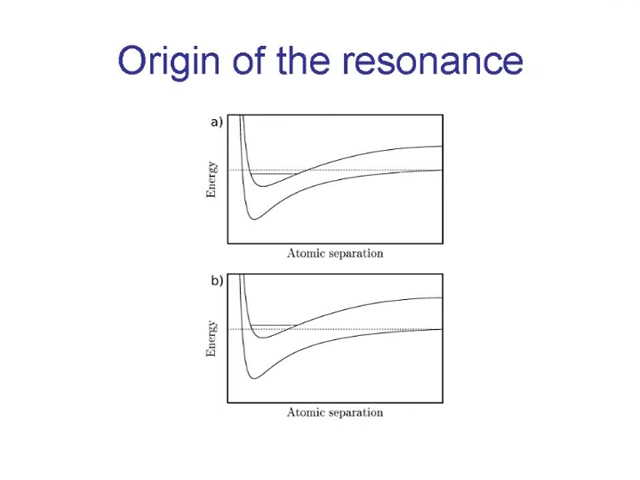 Origin of the resonance
a)
Energy
Atomic separation
b)
Energy
Atomic separation